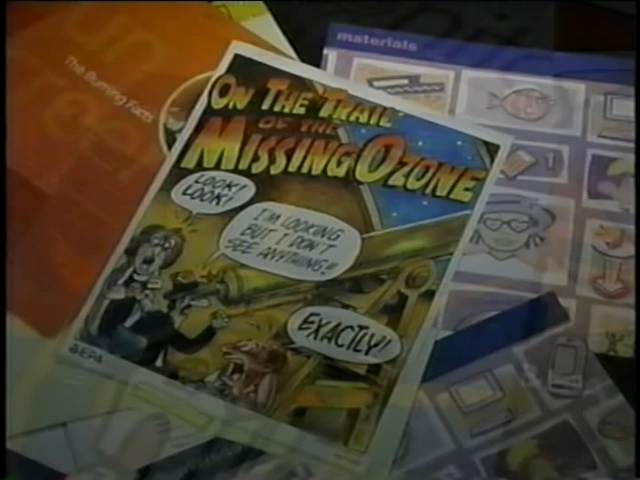 materials
The Burning Facts
ON THE TRAIL
OF THE
MISSING OZONE
LOOK!
LOOK!
I'M LOOKING
BUT I DON'T
SEE ANYTHING!!
EXACTLY!
EPA